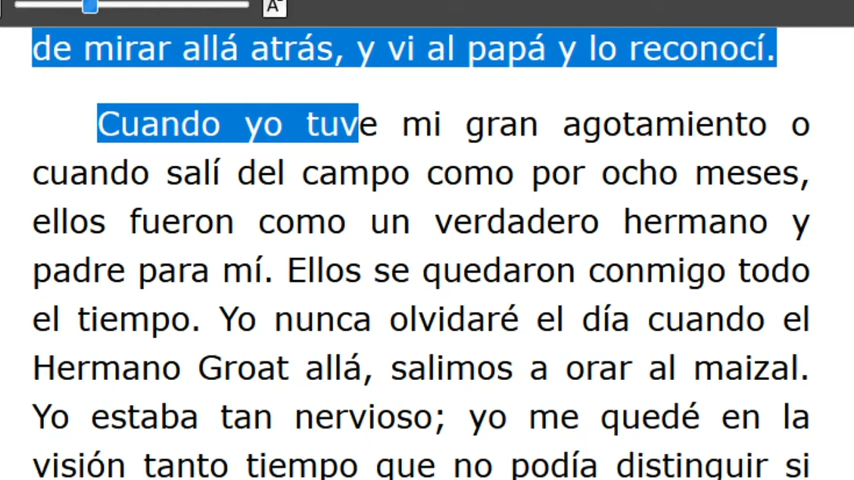 A
de mirar allá atrás, y vi al papá y lo reconocí.
Cuando yo tuve mi gran agotamiento o
cuando salí del campo como por ocho meses,
ellos fueron como un verdadero hermano y
padre para mí. Ellos se quedaron conmigo todo
el tiempo. Yo nunca olvidaré el día cuando el
Hermano Groat allá, salimos a orar al maizal.
Yo estaba tan nervioso; yo me quedé en la
visión tanto tiempo que no podía distinguir si